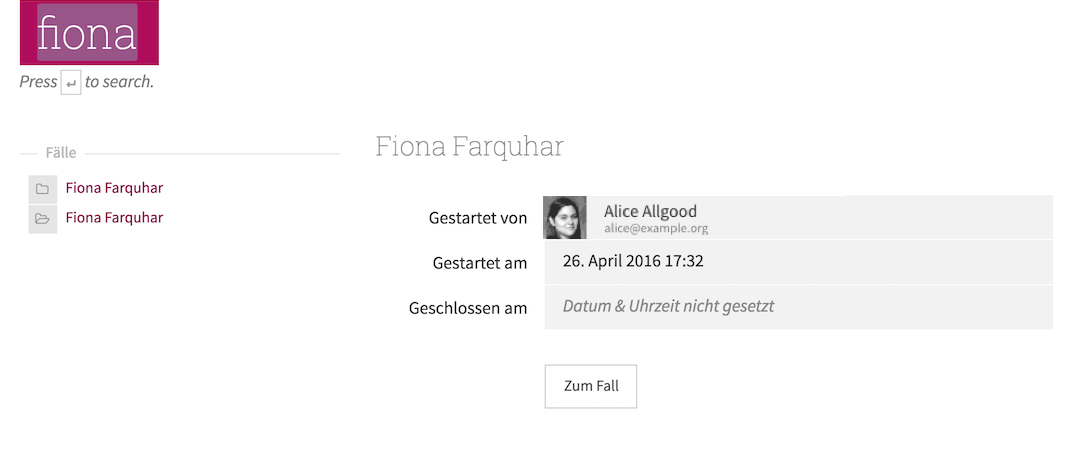 fiona
Press ↵ to search.
Fälle
Fiona Farquhar
Fiona Farquhar
Fiona Farquhar
Gestartet von
Alice Allgood
alice@example.org
Gestartet am
26. April 2016 17:32
Geschlossen am
Datum & Uhrzeit nicht gesetzt
Zum Fall